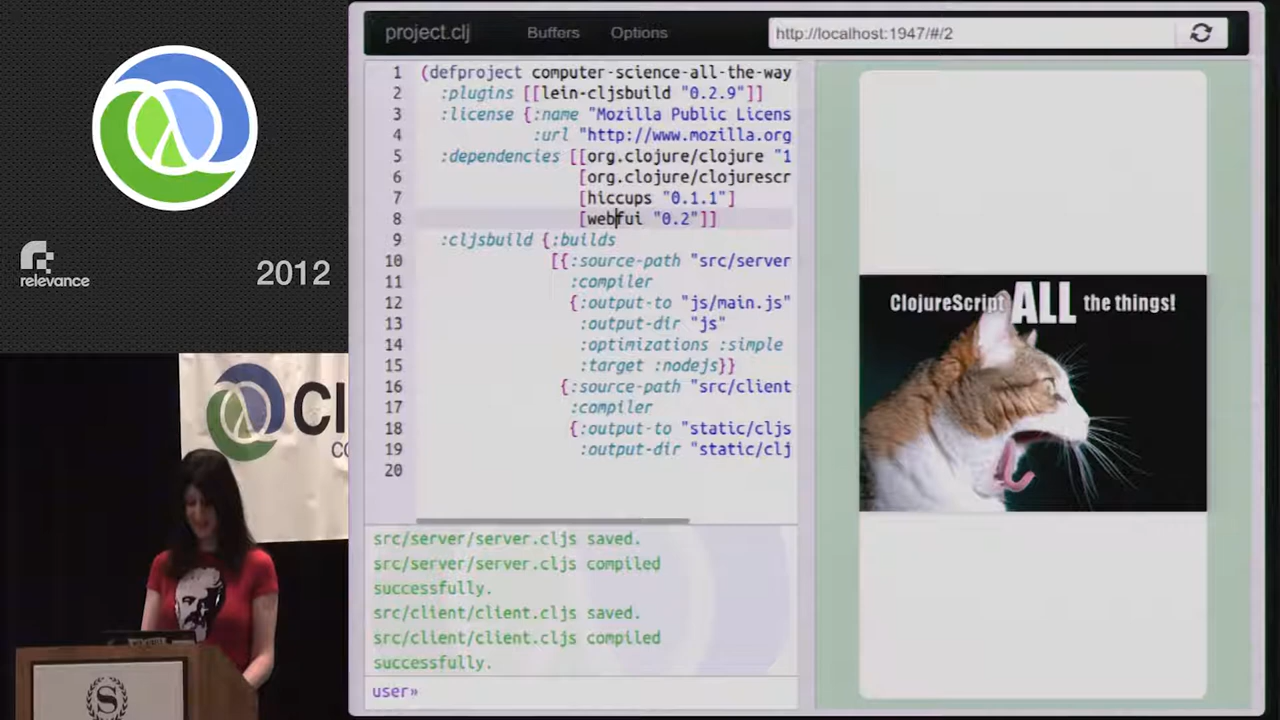 relevance
2012
Cl
CO
S
project.clj
Buffers
Options
http://localhost:1947/#/2
1 (defproject computer-science-all-the-way
2 :plugins [[lein-cljsbuild "0.2.9"]]
3 :license {:name "Mozilla Public Licens
4 :url "http://www.mozilla.org
5 :dependencies [[org.clojure/clojure "1
6 [org.clojure/clojurescr
7 [hiccups "0.1.1"]
8 [webfui "0.2"]]
9 :cljsbuild {:builds
10 [{:source-path "src/server
11 :compiler
12 {:output-to "js/main.js"
13 :output-dir "js"
14 :optimizations :simple
15 :target :nodejs}}
16 {:source-path "src/client
17 :compiler
18 {:output-to "static/cljs
19 :output-dir "static/clj
20
src/server/server.cljs saved.
src/server/server.cljs compiled
successfully.
src/client/client.cljs saved.
src/client/client.cljs compiled
successfully.
user»
ClojureScript ALL the things!